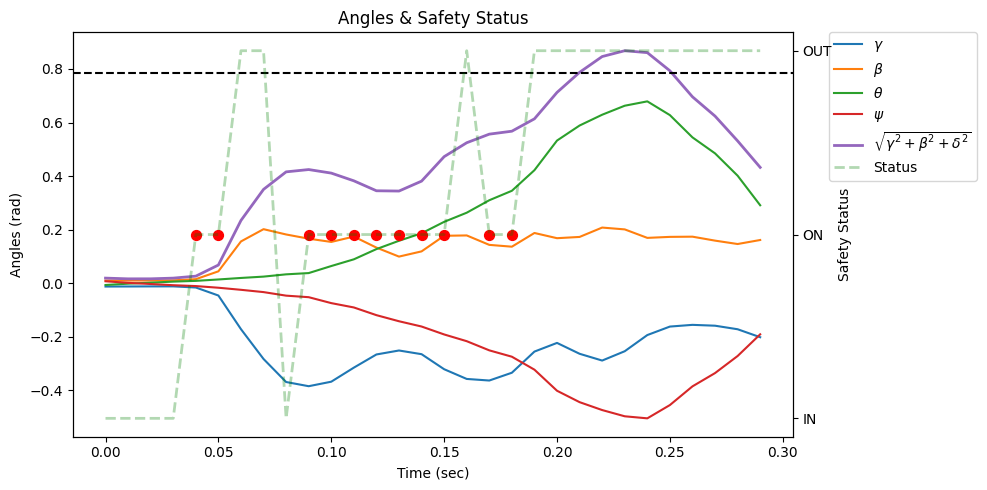 Angles & Safety Status
Angles (rad)
0.8
0.6
0.4
0.2
0.0
−0.2
−0.4
0.00
0.05
0.10
0.15
0.20
0.25
0.30
Time (sec)
OUT
ON
IN
Safety Status
γ
β
θ
ψ
√γ² + β² + δ²
Status